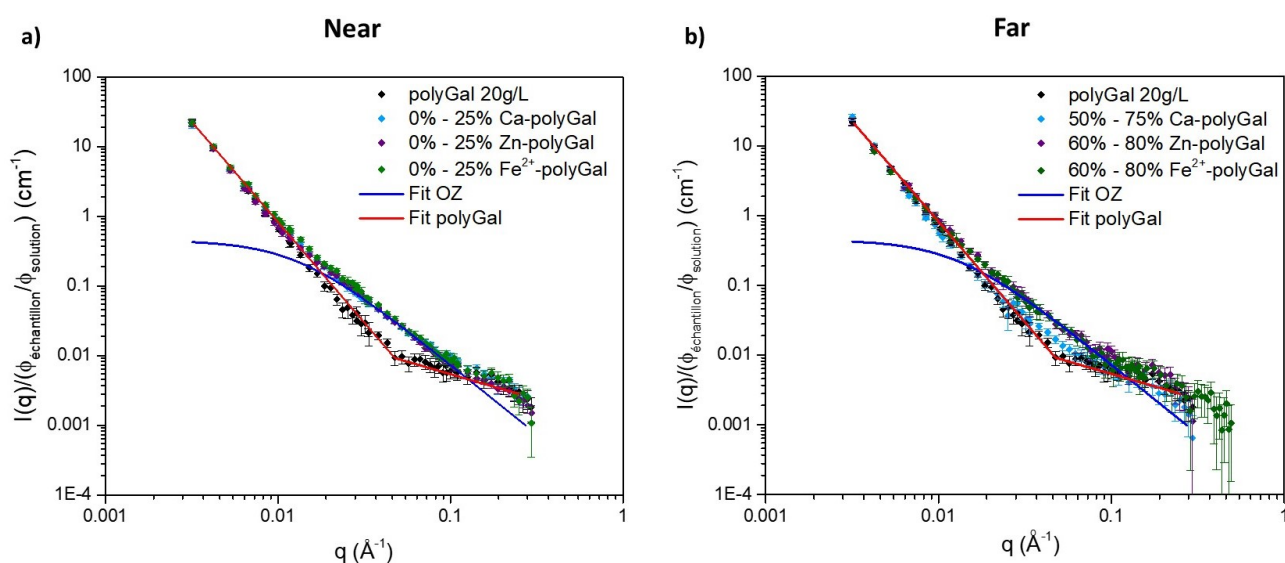 a)
Near
I(q)/(ϕéchantillon/ϕsolution) (cm-1)
100
10
1
0.1
0.01
0.001
1E-4
polyGal 20g/L
0% - 25% Ca-polyGal
0% - 25% Zn-polyGal
0% - 25% Fe2+-polyGal
Fit OZ
Fit polyGal
0.001
0.01
0.1
1
q (Å-1)
b)
Far
I(q)/(ϕéchantillon/ϕsolution) (cm-1)
100
10
1
0.1
0.01
0.001
1E-4
polyGal 20g/L
50% - 75% Ca-polyGal
60% - 80% Zn-polyGal
60% - 80% Fe2+-polyGal
Fit OZ
Fit polyGal
0.001
0.01
0.1
1
q (Å-1)